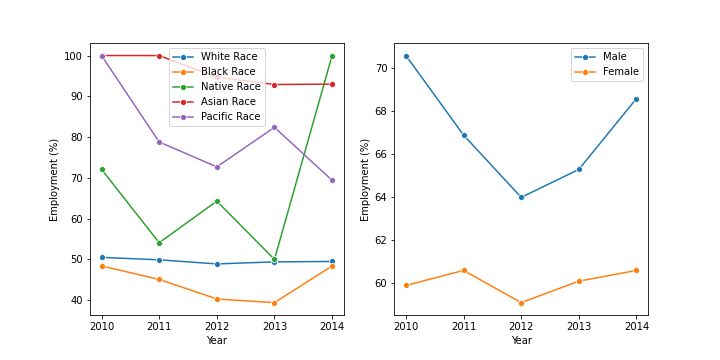 100
90
80
70
60
50
40
Employment (%)
2010 2011 2012 2013 2014
Year
White Race
Black Race
Native Race
Asian Race
Pacific Race
70
68
66
64
62
60
Employment (%)
2010 2011 2012 2013 2014
Year
Male
Female